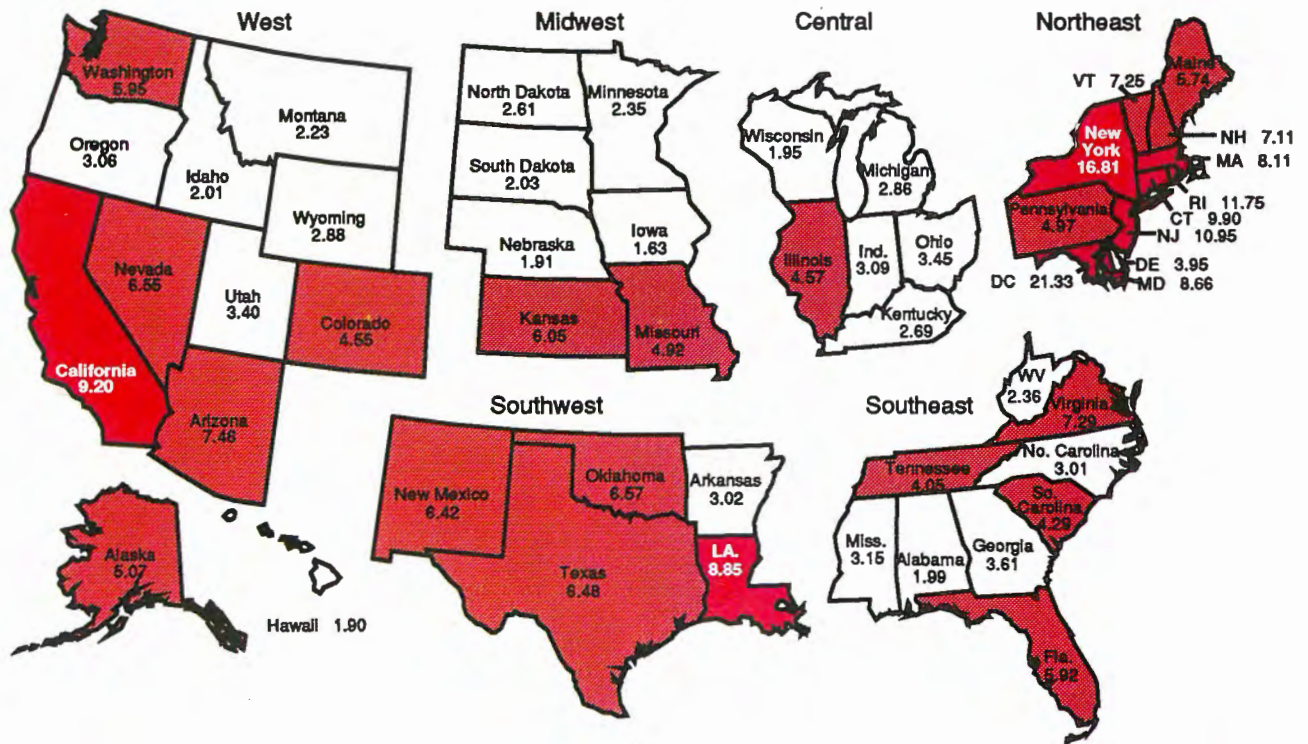 West
Washington
5.95
Oregon
3.06
Idaho
2.01
Montana
2.23
Wyoming
2.88
Nevada
6.55
Utah
3.40
Colorado
4.55
California
9.20
Arizona
7.46
Alaska
5.07
Hawaii 1.90
Midwest
North Dakota
2.61
Minnesota
2.35
South Dakota
2.03
Nebraska
1.91
Iowa
1.63
Kansas
6.05
Missouri
4.92
Central
Wisconsin
1.95
Michigan
2.86
Illinois
4.57
Ind.
3.09
Ohio
3.45
Kentucky
2.69
Northeast
VT 7.25
Maine
5.74
New
York
16.81
NH 7.11
MA 8.11
RI 11.75
CT 9.90
NJ 10.95
Pennsylvania
4.97
DE 3.95
MD 8.66
DC 21.33
Southwest
New Mexico
6.42
Oklahoma
6.57
Arkansas
3.02
Texas
6.48
LA.
8.85
Southeast
WV
2.36
Virginia
7.29
Tennessee
4.05
No. Carolina
3.01
So.
Carolina
4.29
Miss.
3.15
Alabama
1.99
Georgia
3.61
Fla.
5.92